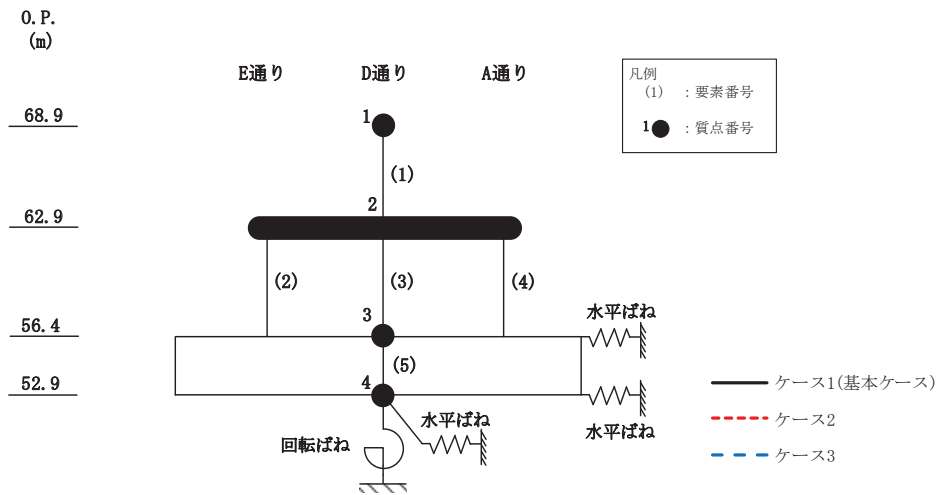 O.P.
(m)
E通り D通り A通り
凡例
(1) : 要素番号
1 : 質点番号
68.9
1
(1)
2
62.9
(2) (3) (4)
3
水平ばね
56.4
(5)
52.9
4
水平ばね
水平ばね
回転ばね
ケース1(基本ケース)
ケース2
ケース3